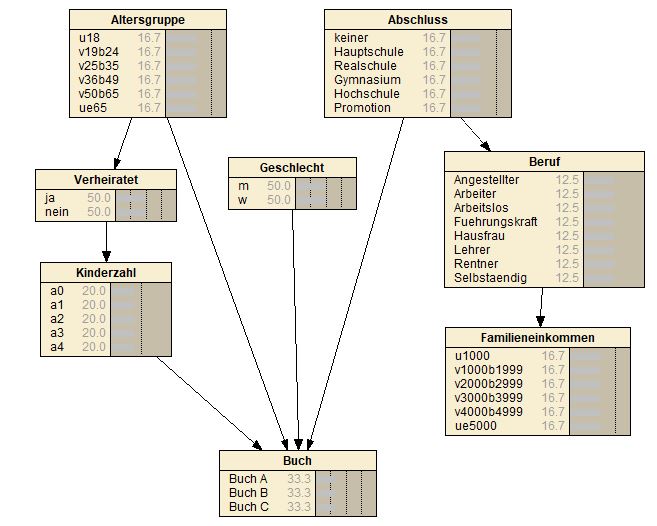 Altersgruppe
u18 16.7
v19b24 16.7
v25b35 16.7
v36b49 16.7
v50b65 16.7
ue65 16.7
Abschluss
keiner 16.7
Hauptschule 16.7
Realschule 16.7
Gymnasium 16.7
Hochschule 16.7
Promotion 16.7
Verheiratet
ja 50.0
nein 50.0
Geschlecht
m 50.0
w 50.0
Beruf
Angestellter 12.5
Arbeiter 12.5
Arbeitslos 12.5
Fuehrungskraft 12.5
Hausfrau 12.5
Lehrer 12.5
Rentner 12.5
Selbstaendig 12.5
Kinderzahl
a0 20.0
a1 20.0
a2 20.0
a3 20.0
a4 20.0
Familieneinkommen
u1000 16.7
v1000b1999 16.7
v2000b2999 16.7
v3000b3999 16.7
v4000b4999 16.7
ue5000 16.7
Buch
Buch A 33.3
Buch B 33.3
Buch C 33.3